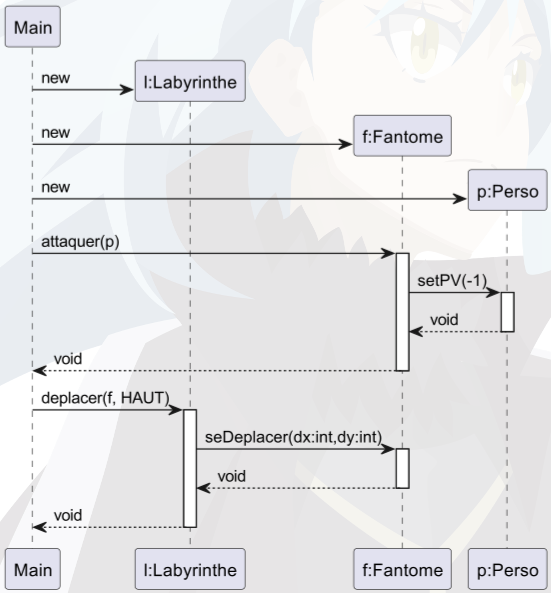 Main
new
l:Labyrinthe
new
f:Fantome
new
p:Perso
attaquer(p)
setPV(-1)
void
void
deplacer(f, HAUT)
seDeplacer(dx:int,dy:int)
void
void
Main
l:Labyrinthe
f:Fantome
p:Perso